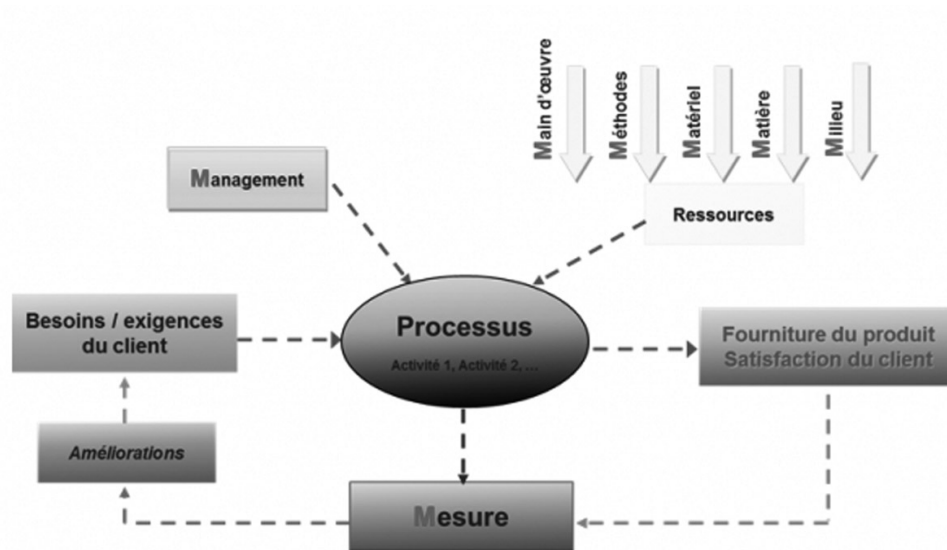 Main d'œuvre
Méthodes
Matériel
Matière
Milieu
Management
Ressources
Besoins / exigences
du client
Processus
Activité 1, Activité 2, ...
Fourniture du produit
Satisfaction du client
Améliorations
Mesure